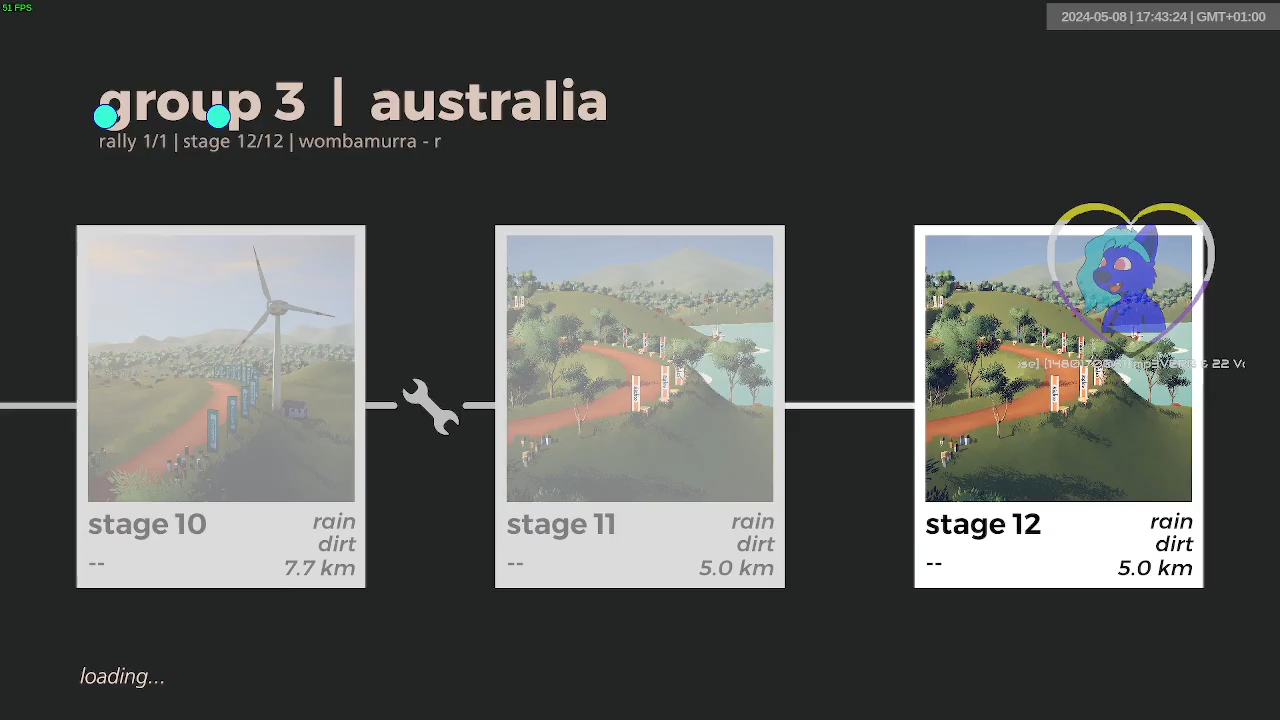 51 FPS
2024-05-08 | 17:43:24 | GMT+01:00
group 3 | australia
rally 1/1 | stage 12/12 | wombamurra - r
stage 10
rain
dirt
--
7.7 km
stage 11
rain
dirt
--
5.0 km
stage 12
rain
dirt
--
5.0 km
loading...